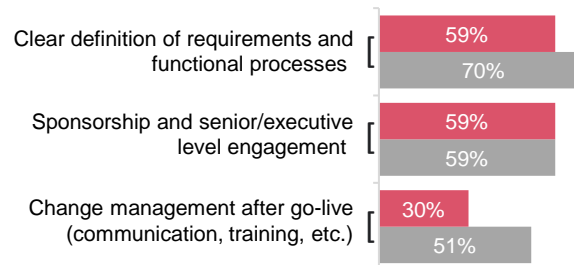 Clear definition of requirements and
functional processes
59%
70%
Sponsorship and senior/executive
level engagement
59%
59%
Change management after go-live
(communication, training, etc.)
30%
51%